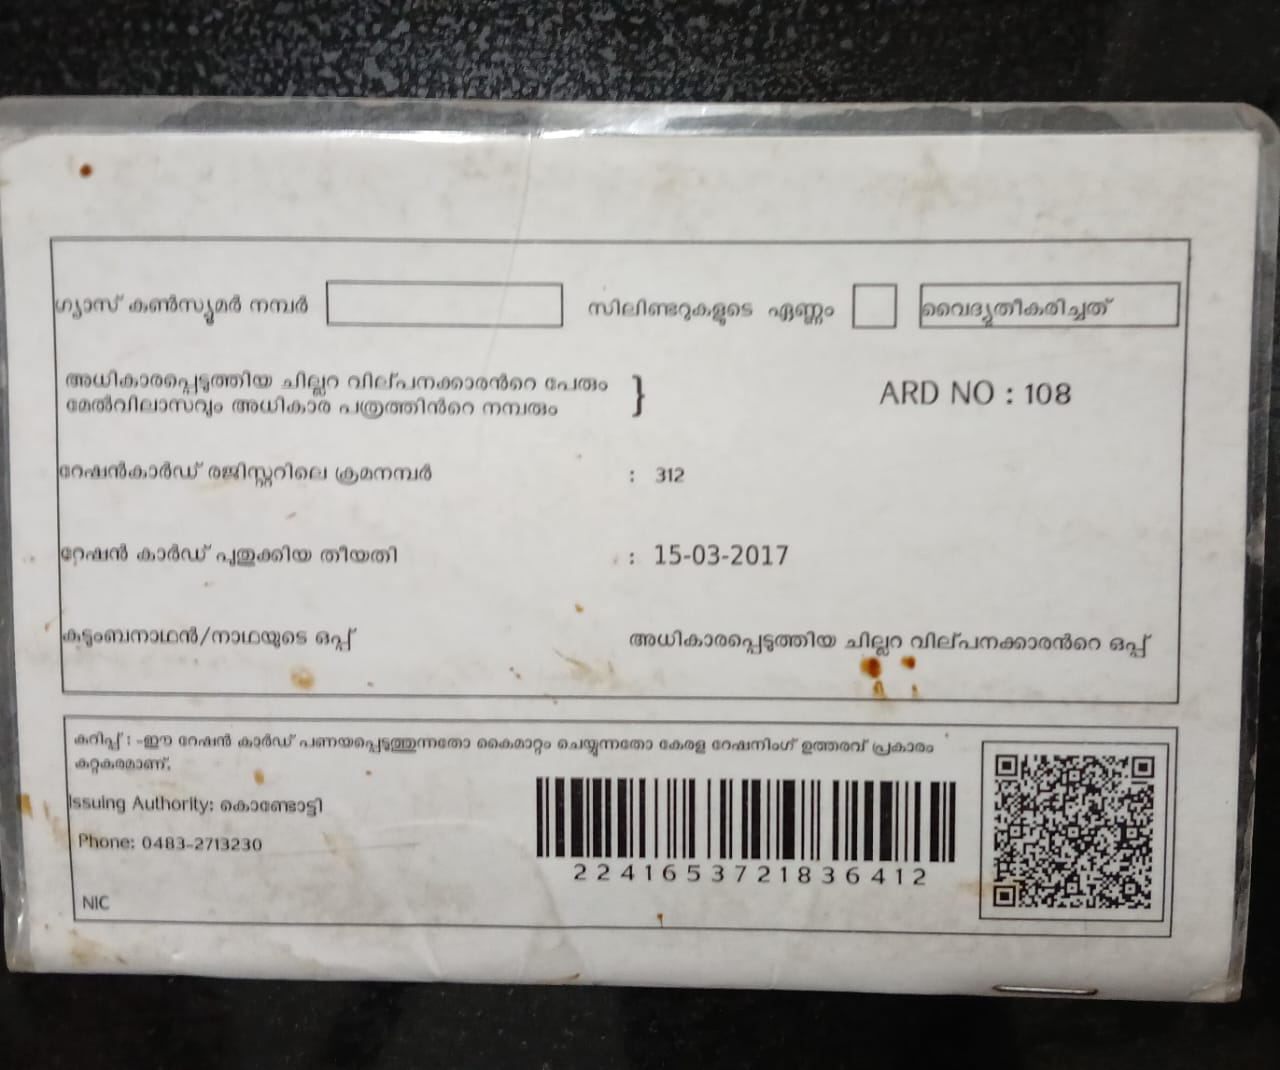 ഗ്യാസ് കൺസ്യൂമർ നമ്പർ സിലിണ്ടറുകളുടെ എണ്ണം വൈദ്യുതീകരിച്ചത്
അധികാരപ്പെടുത്തിയ ചില്ലറ വില്പനക്കാരൻറെ പേരും
മേൽവിലാസവും അധികാര പത്രത്തിൻറെ നമ്പരും } ARD NO : 108
റേഷൻകാർഡ് രജിസ്റ്ററിലെ ക്രമനമ്പർ : 312
റേഷൻ കാർഡ് പുതുക്കിയ തീയതി : 15-03-2017
കുടുംബനാഥൻ/നാഥയുടെ ഒപ്പ് അധികാരപ്പെടുത്തിയ ചില്ലറ വില്പനക്കാരൻറെ ഒപ്പ്
കുറിപ്പ് : -ഈ റേഷൻ കാർഡ് പണയപ്പെടുത്തുന്നതോ കൈമാറ്റം ചെയ്യുന്നതോ കേരള റേഷനിംഗ് ഉത്തരവ് പ്രകാരം
കുറ്റകരമാണ്.
Issuing Authority: കൊണ്ടോട്ടി
Phone: 0483-2713230
2241653721836412
NIC